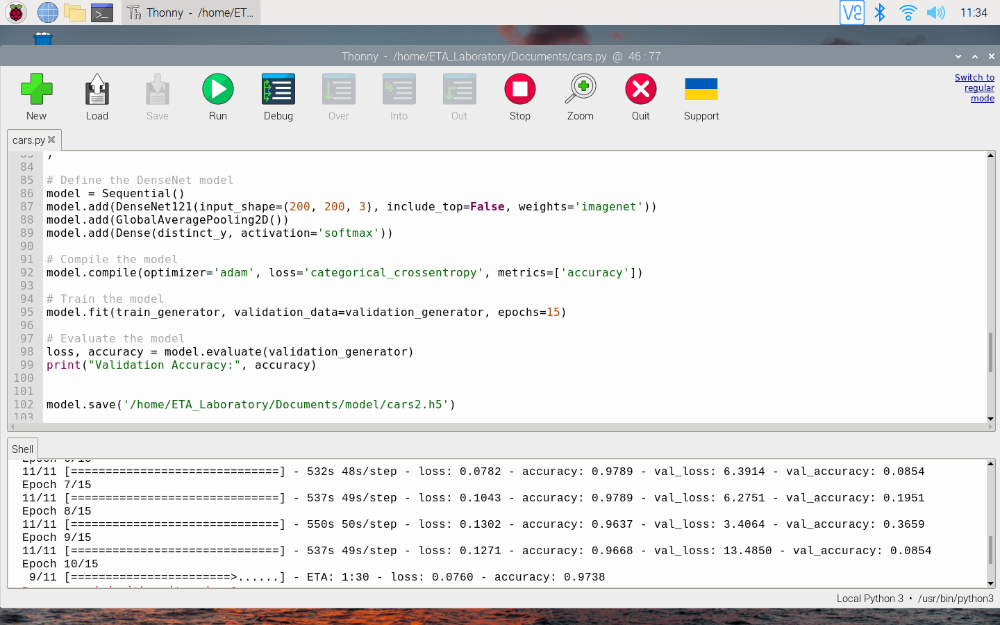 Thonny - /home/ET...
11:34
Thonny - /home/ETA_Laboratory/Documents/cars.py @ 46 : 77
New
Load
Save
Run
Debug
Over
Into
Out
Stop
Zoom
Quit
Support
Switch to
regular
mode
cars.py
84
85 # Define the DenseNet model
86 model = Sequential()
87 model.add(DenseNet121(input_shape=(200, 200, 3), include_top=False, weights='imagenet'))
88 model.add(GlobalAveragePooling2D())
89 model.add(Dense(distinct_y, activation='softmax'))
90
91 # Compile the model
92 model.compile(optimizer='adam', loss='categorical_crossentropy', metrics=['accuracy'])
93
94 # Train the model
95 model.fit(train_generator, validation_data=validation_generator, epochs=15)
96
97 # Evaluate the model
98 loss, accuracy = model.evaluate(validation_generator)
99 print("Validation Accuracy:", accuracy)
100
101
102 model.save('/home/ETA_Laboratory/Documents/model/cars2.h5')
103
Shell
11/11 [==============================] - 532s 48s/step - loss: 0.0782 - accuracy: 0.9789 - val_loss: 6.3914 - val_accuracy: 0.0854
Epoch 7/15
11/11 [==============================] - 537s 49s/step - loss: 0.1043 - accuracy: 0.9789 - val_loss: 6.2751 - val_accuracy: 0.1951
Epoch 8/15
11/11 [==============================] - 550s 50s/step - loss: 0.1302 - accuracy: 0.9637 - val_loss: 3.4064 - val_accuracy: 0.3659
Epoch 9/15
11/11 [==============================] - 537s 49s/step - loss: 0.1271 - accuracy: 0.9668 - val_loss: 13.4850 - val_accuracy: 0.0854
Epoch 10/15
9/11 [=======================>......] - ETA: 1:30 - loss: 0.0760 - accuracy: 0.9738
Local Python 3 • /usr/bin/python3